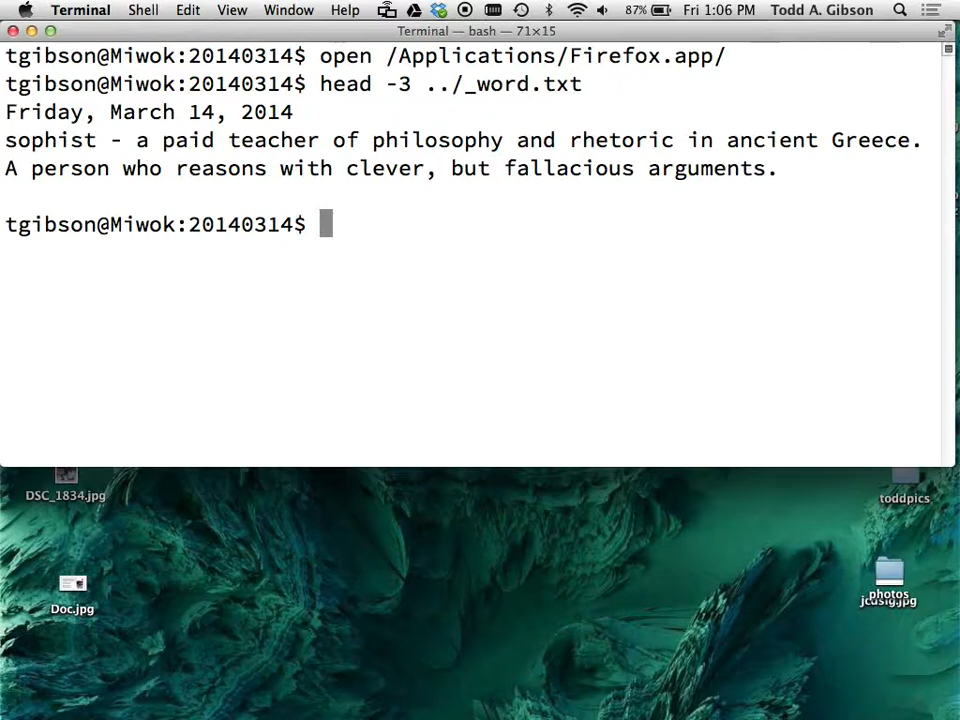 Terminal Shell Edit View Window Help 87% Fri 1:06 PM Todd A. Gibson
Terminal — bash — 71×15
tgibson@Miwok:20140314$ open /Applications/Firefox.app/
tgibson@Miwok:20140314$ head -3 ../_word.txt
Friday, March 14, 2014
sophist - a paid teacher of philosophy and rhetoric in ancient Greece.
A person who reasons with clever, but fallacious arguments.
tgibson@Miwok:20140314$
DSC_1834.jpg
toddpics
Doc.jpg
photos
jcusig.jpg